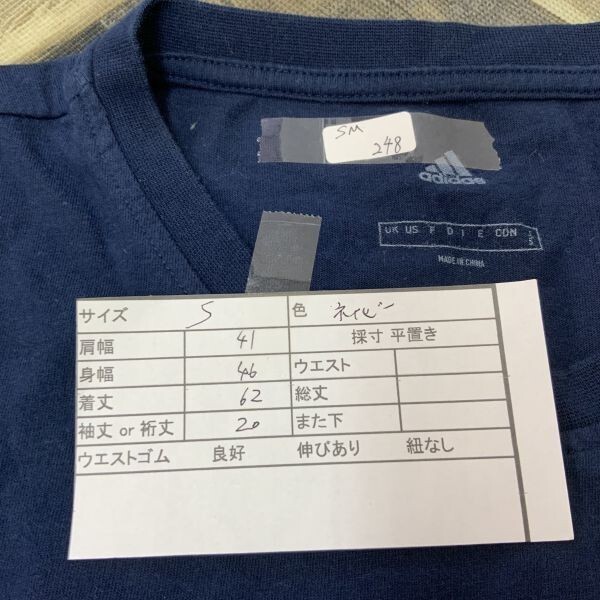 SM
248
adidas
UK US F D I E CDN
MADE IN CHINA
サイズ S 色 ネイビー
肩幅 41 採寸 平置き
身幅 46 ウエスト
着丈 62 総丈
袖丈 or 裄丈 20 また下
ウエストゴム 良好 伸びあり 紐なし